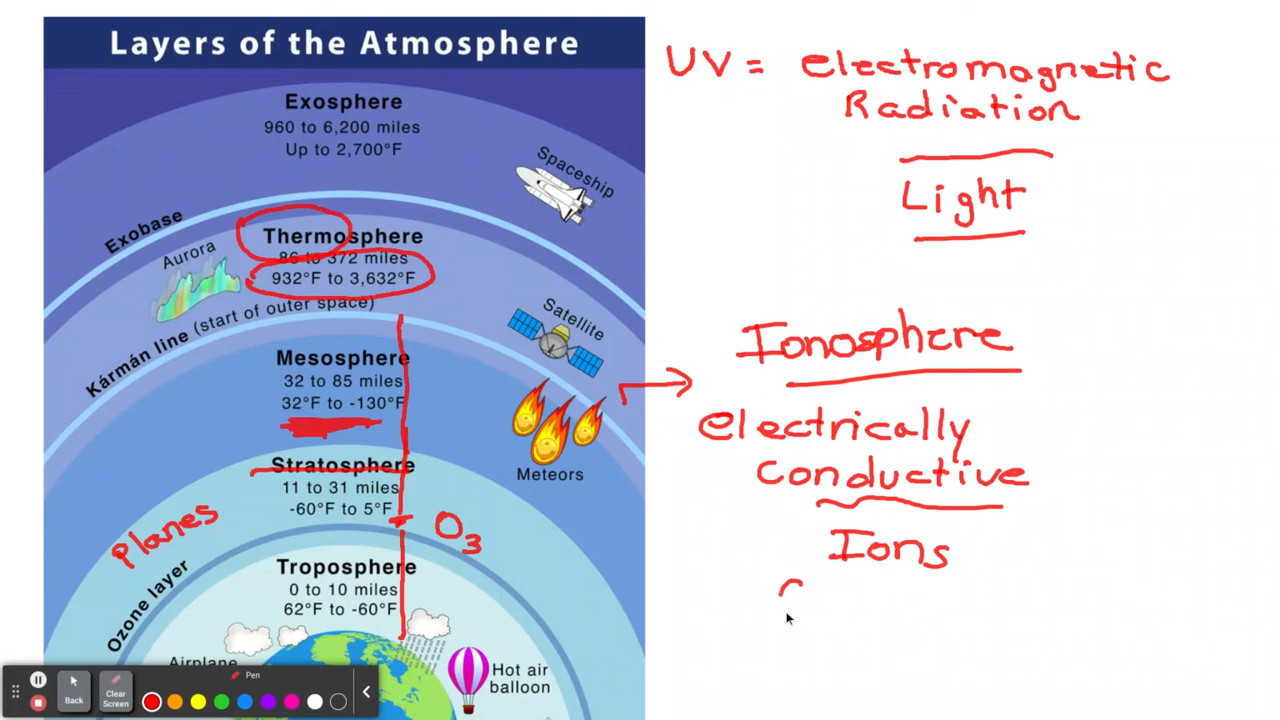 Layers of the Atmosphere
Exosphere
960 to 6,200 miles
Up to 2,700°F
Spaceship
Exobase
Aurora
Thermosphere
86 to 372 miles
932°F to 3,632°F
Kármán line (start of outer space)
Satellite
Mesosphere
32 to 85 miles
32°F to -130°F
Meteors
Stratosphere
11 to 31 miles
-60°F to 5°F
Planes
O3
Ozone layer
Troposphere
0 to 10 miles
62°F to -60°F
Airplane
Hot air
balloon
UV = electromagnetic
Radiation
Light
Ionosphere
electrically
conductive
Ions
Pen
Back
Clear
Screen